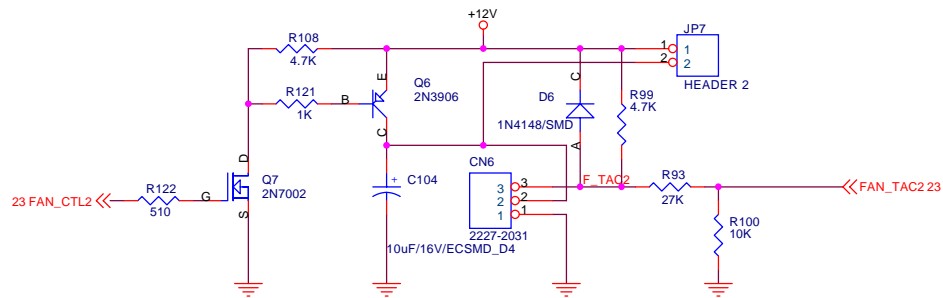 +12V
JP7
R108
4.7K
1
1
2
2
HEADER 2
E
Q6
2N3906
C
D6
R99
4.7K
R121
1K
B
1N4148/SMD
C
A
D
Q7
2N7002
CN6
C104
+
3
3
F_TAC2
2
2
1
1
R93
27K
23 FAN_CTL2
R122
510
G
S
FAN_TAC2 23
2227-2031
10uF/16V/ECSMD_D4
R100
10K